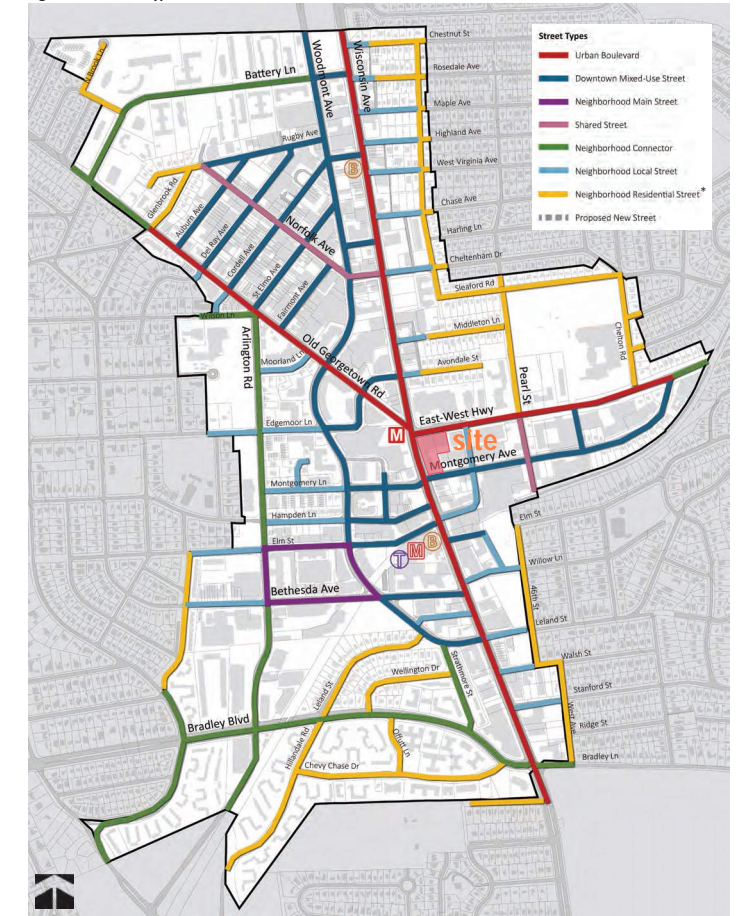 Street Types
Urban Boulevard
Downtown Mixed-Use Street
Neighborhood Main Street
Shared Street
Neighborhood Connector
Neighborhood Local Street
Neighborhood Residential Street*
Proposed New Street
Chestnut St
Rosedale Ave
Maple Ave
Highland Ave
West Virginia Ave
Chase Ave
Harling Ln
Cheltenham Dr
Sleaford Rd
Middleton Ln
Avondale St
Chelton Rd
Pearl St
Battery Ln
Woodmont Ave
Wisconsin Ave
Rugby Ave
B
Glenbrook Rd
Auburn Ave
Del Ray Ave
Cordell Ave
St Elmo Ave
Fairmont Ave
Norfolk Ave
Old Georgetown Rd
Wilson Ln
Arlington Rd
Moorland Ln
Edgemoor Ln
East-West Hwy
M
site
Montgomery Ave
Montgomery Ln
Hampden Ln
Elm St
Elm St
T
M
B
Willow Ln
46th St
Bethesda Ave
Leland St
Walsh St
Stanford St
West Ave
Ridge St
Bradley Ln
Strathmore St
Wellington Dr
Leland St
Bradley Blvd
Hillandale Rd
Offutt Ln
Chevy Chase Dr